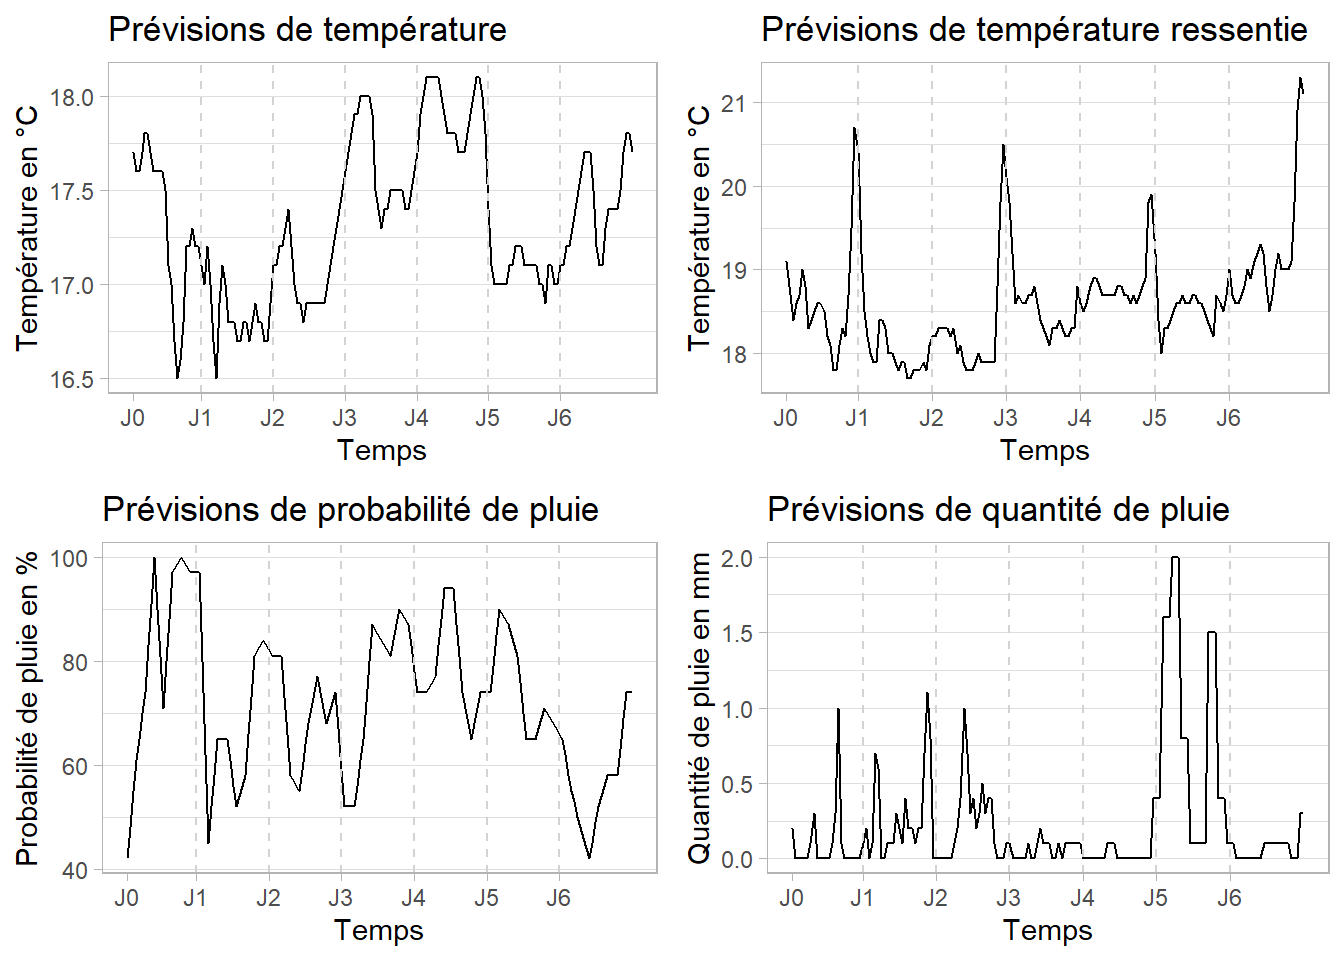 Prévisions de température
Température en °C
18.0
17.5
17.0
16.5
J0 J1 J2 J3 J4 J5 J6
Temps
Prévisions de température ressentie
Température en °C
21
20
19
18
J0 J1 J2 J3 J4 J5 J6
Temps
Prévisions de probabilité de pluie
Probabilité de pluie en %
100
80
60
40
J0 J1 J2 J3 J4 J5 J6
Temps
Prévisions de quantité de pluie
Quantité de pluie en mm
2.0
1.5
1.0
0.5
0.0
J0 J1 J2 J3 J4 J5 J6
Temps